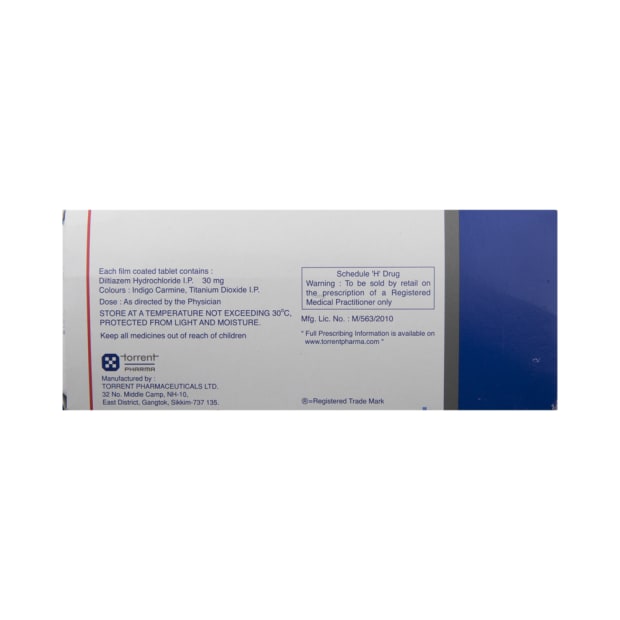 Each film coated tablet contains :
Diltiazem Hydrochloride I.P. 30 mg
Colours : Indigo Carmine, Titanium Dioxide I.P.
Dose : As directed by the Physician
STORE AT A TEMPERATURE NOT EXCEEDING 30°C,
PROTECTED FROM LIGHT AND MOISTURE.
Keep all medicines out of reach of children
torrent
PHARMA
Manufactured by :
TORRENT PHARMACEUTICALS LTD.
32 No. Middle Camp, NH-10,
East District, Gangtok, Sikkim-737 135.
Schedule 'H' Drug
Warning : To be sold by retail on
the prescription of a Registered
Medical Practitioner only
Mfg. Lic. No. : M/563/2010
" Full Prescribing Information is available on
www.torrentpharma.com "
®=Registered Trade Mark